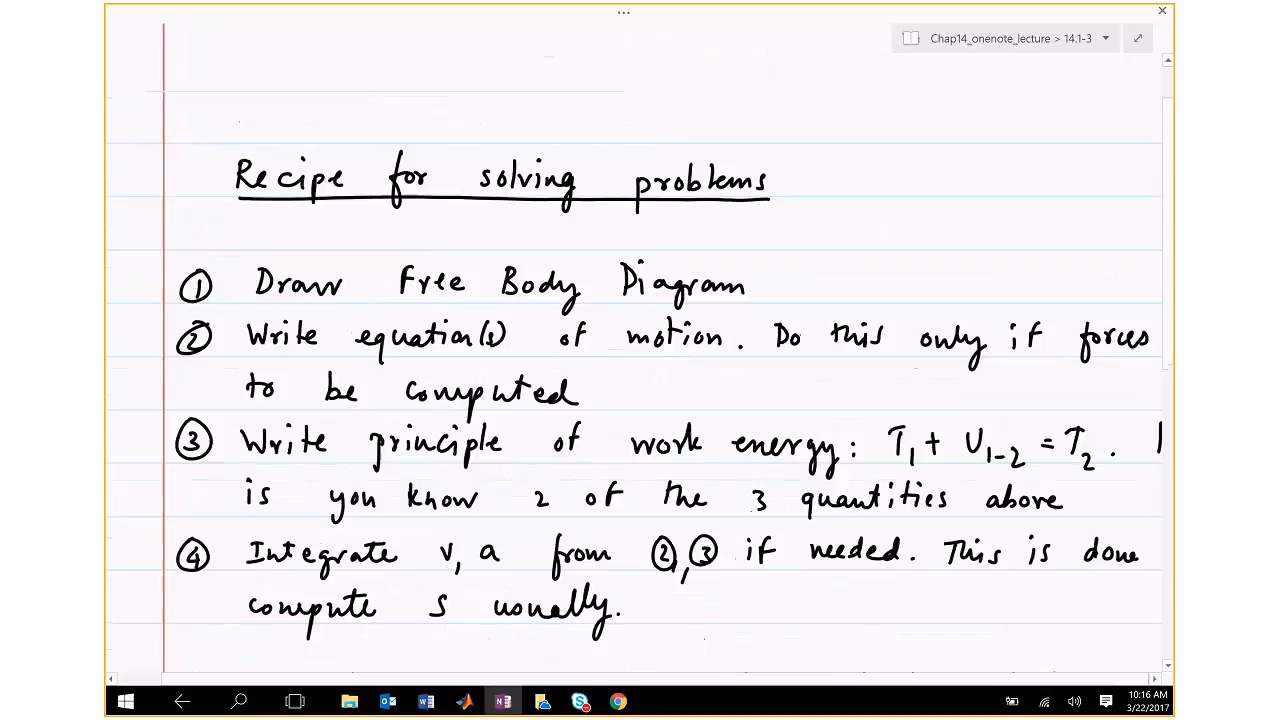 Chap14_onenote_lecture > 14.1-3
Recipe for solving problems
① Draw Free Body Diagram
② Write equation(s) of motion. Do this only if forces
to be computed
③ Write principle of work energy: T₁ + U₁₋₂ = T₂.
is you know 2 of the 3 quantities above
④ Integrate v, a from ②,③ if needed. This is done
compute s usually.
10:16 AM
3/22/2017